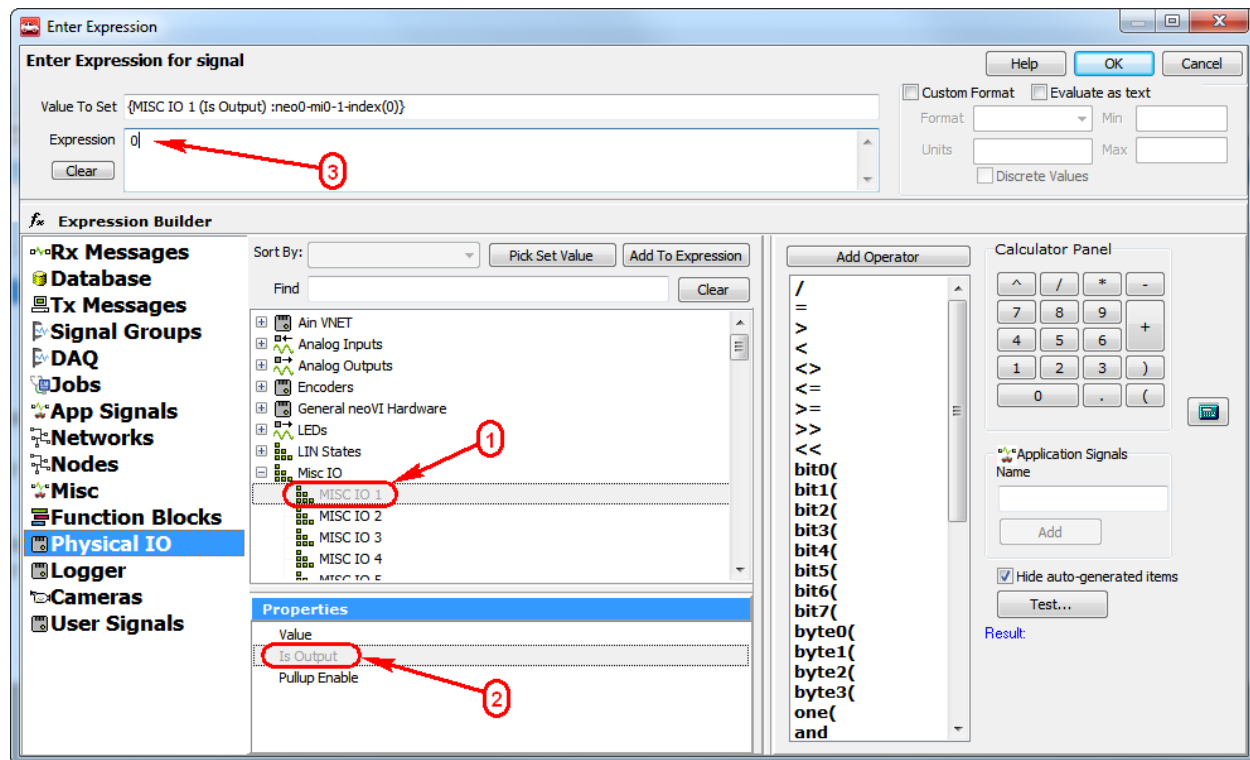 Enter Expression
Enter Expression for signal
Help
OK
Cancel
Value To Set {MISC IO 1 (Is Output) :neo0-mi0-1-index(0)}
Custom Format
Evaluate as text
Format
Min
Expression 0
Units
Max
Clear
3
Discrete Values
fx Expression Builder
Rx Messages
Database
Tx Messages
Signal Groups
DAQ
Jobs
App Signals
Networks
Nodes
Misc
Function Blocks
Physical IO
Logger
Cameras
User Signals
Sort By:
Pick Set Value
Add To Expression
Find
Clear
Ain VNET
Analog Inputs
Analog Outputs
Encoders
General neoVI Hardware
LEDs
LIN States
Misc IO
MISC IO 1
MISC IO 2
MISC IO 3
MISC IO 4
MISC IO 5
1
Properties
Value
Is Output
Pullup Enable
2
Add Operator
/
=
>
<
<>
<=
>=
>>
<<
bit0(
bit1(
bit2(
bit3(
bit4(
bit5(
bit6(
bit7(
byte0(
byte1(
byte2(
byte3(
one(
and
Calculator Panel
^ / * -
7 8 9 +
4 5 6
1 2 3 )
0 . (
Application Signals
Name
Add
Hide auto-generated items
Test...
Result: